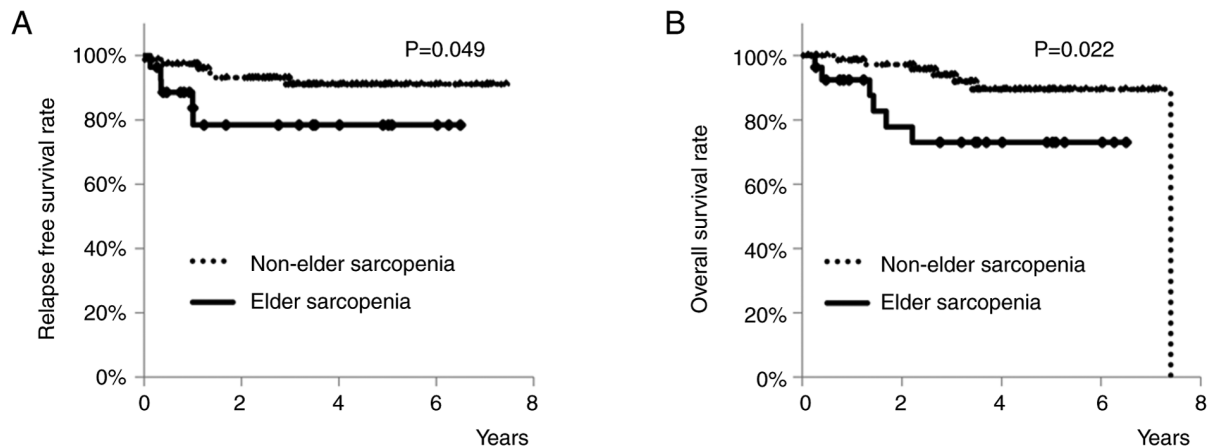 A
P=0.049
Relapse free survival rate
100%
80%
60%
40%
20%
0%
Non-elder sarcopenia
Elder sarcopenia
0 2 4 6 8
Years
B
P=0.022
Overall survival rate
100%
80%
60%
40%
20%
0%
Non-elder sarcopenia
Elder sarcopenia
0 2 4 6 8
Years